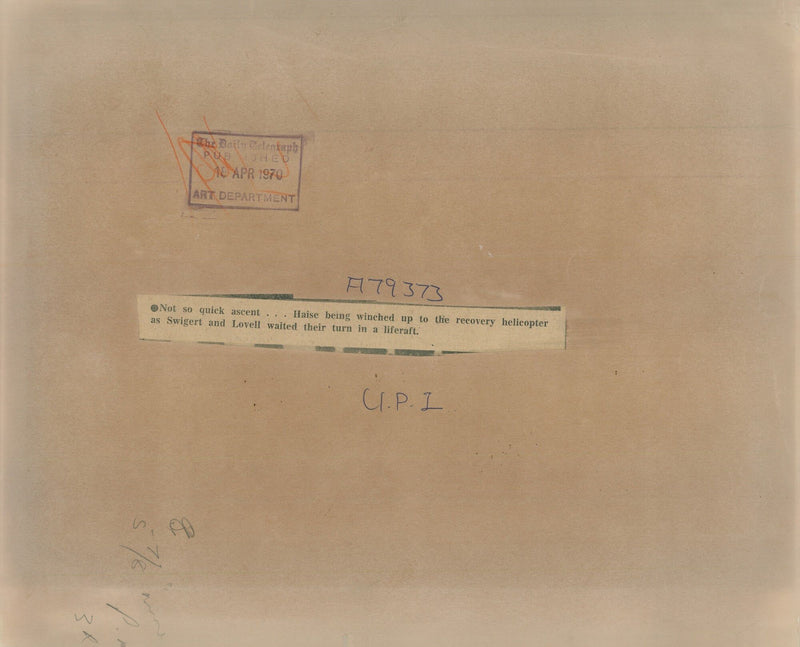 The Daily Telegraph
PUBLISHED
APR 1970
ART DEPARTMENT
A79373
●Not so quick ascent . . . Haise being winched up to the recovery helicopter
as Swigert and Lovell waited their turn in a liferaft.
U.P.I